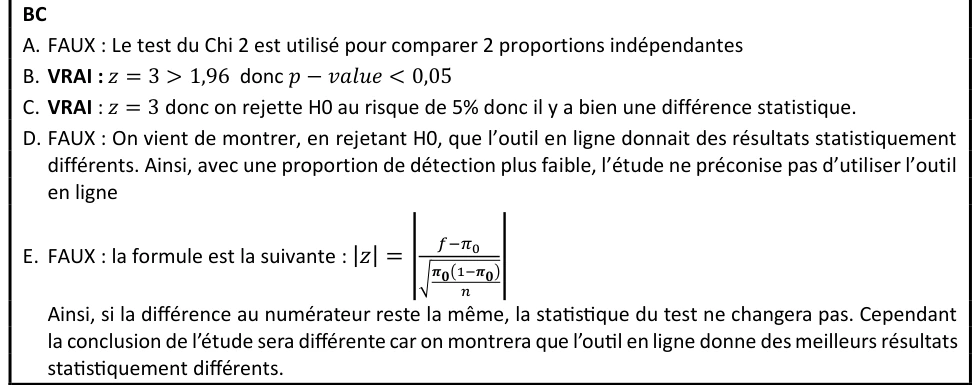 BC
A. FAUX : Le test du Chi 2 est utilisé pour comparer 2 proportions indépendantes
B. VRAI : z = 3 > 1,96 donc p − value < 0,05
C. VRAI : z = 3 donc on rejette H0 au risque de 5% donc il y a bien une différence statistique.
D. FAUX : On vient de montrer, en rejetant H0, que l’outil en ligne donnait des résultats statistiquement
différents. Ainsi, avec une proportion de détection plus faible, l’étude ne préconise pas d’utiliser l’outil
en ligne
E. FAUX : la formule est la suivante : |z| = |(f−π₀)/√(π₀(1−π₀)/n)|
Ainsi, si la différence au numérateur reste la même, la statistique du test ne changera pas. Cependant
la conclusion de l’étude sera différente car on montrera que l’outil en ligne donne des meilleurs résultats
statistiquement différents.